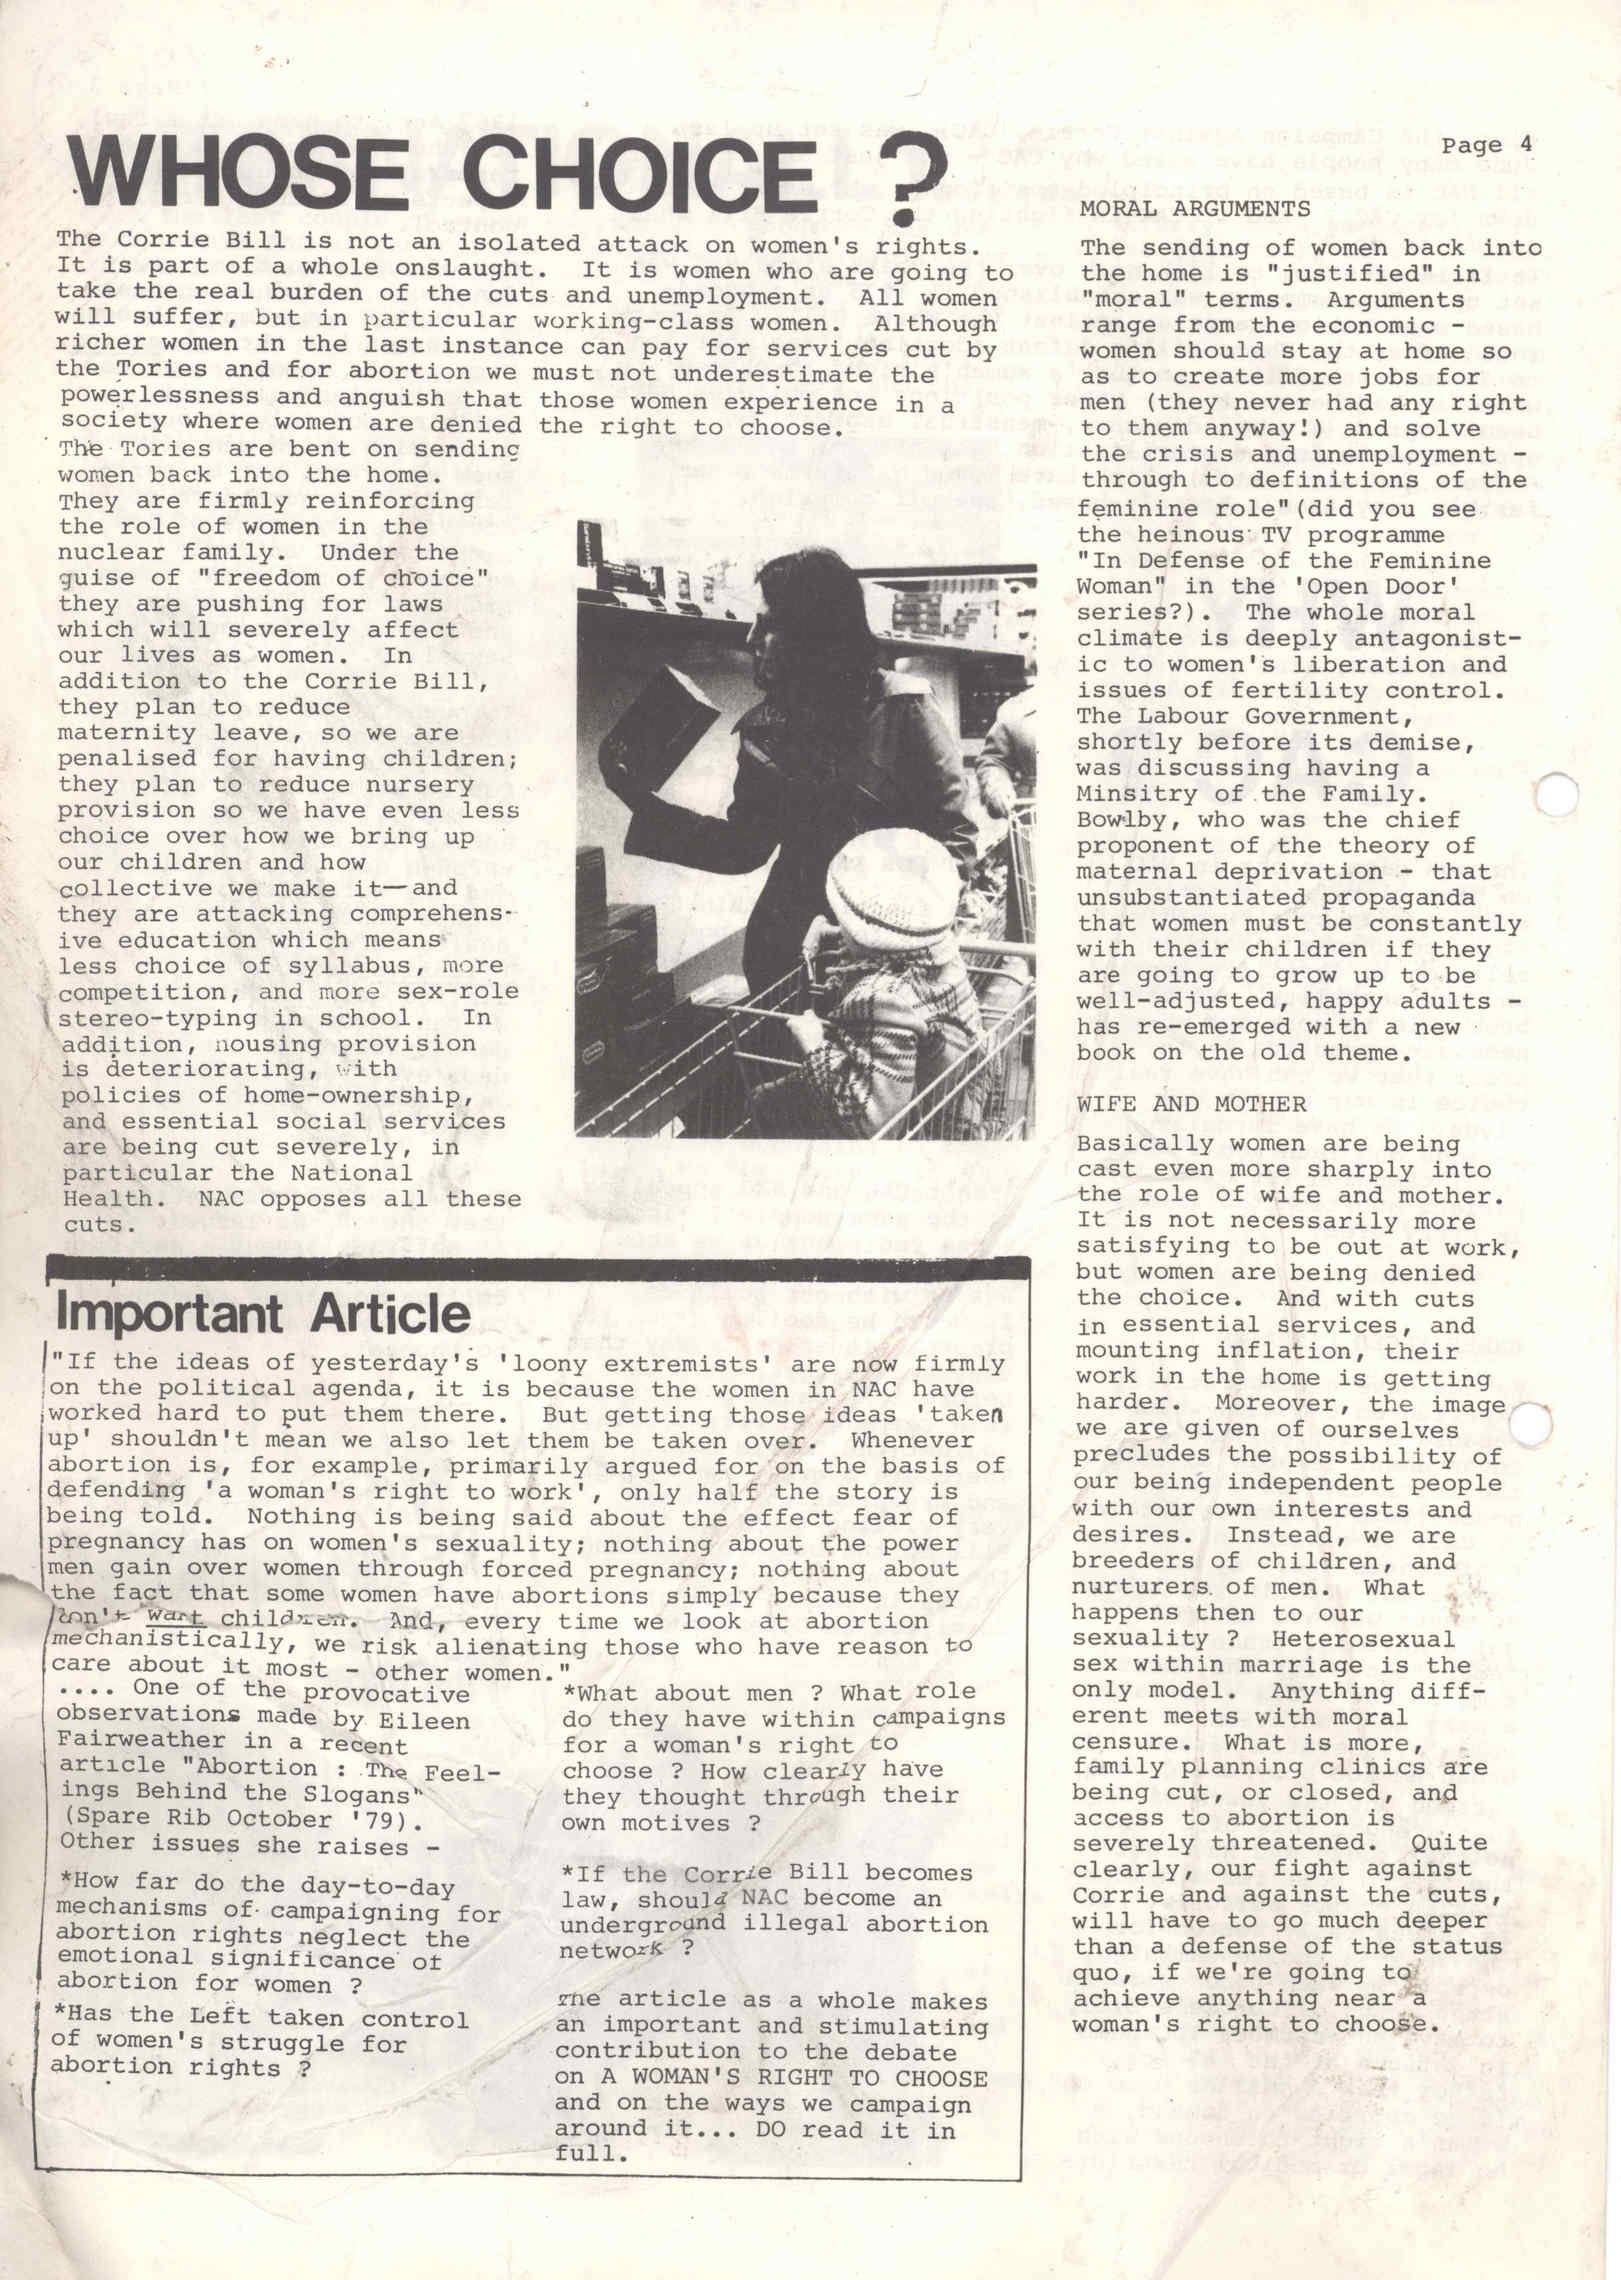 Page 4
WHOSE CHOICE ?
The Corrie Bill is not an isolated attack on women's rights.
It is part of a whole onslaught. It is women who are going to
take the real burden of the cuts and unemployment. All women
will suffer, but in particular working-class women. Although
richer women in the last instance can pay for services cut by
the Tories and for abortion we must not underestimate the
powerlessness and anguish that those women experience in a
society where women are denied the right to choose.
The Tories are bent on sending
women back into the home.
They are firmly reinforcing
the role of women in the
nuclear family. Under the
guise of "freedom of choice"
they are pushing for laws
which will severely affect
our lives as women. In
addition to the Corrie Bill,
they plan to reduce
maternity leave, so we are
penalised for having children;
they plan to reduce nursery
provision so we have even less
choice over how we bring up
our children and how
collective we make it—and
they are attacking comprehens-
ive education which means
less choice of syllabus, more
competition, and more sex-role
stereo-typing in school. In
addition, housing provision
is deteriorating, with
policies of home-ownership,
and essential social services
are being cut severely, in
particular the National
Health. NAC opposes all these
cuts.
Important Article
"If the ideas of yesterday's 'loony extremists' are now firmly
on the political agenda, it is because the women in NAC have
worked hard to put them there. But getting those ideas 'taken
up' shouldn't mean we also let them be taken over. Whenever
abortion is, for example, primarily argued for on the basis of
defending 'a woman's right to work', only half the story is
being told. Nothing is being said about the effect fear of
pregnancy has on women's sexuality; nothing about the power
men gain over women through forced pregnancy; nothing about
the fact that some women have abortions simply because they
don't want children. And, every time we look at abortion
mechanistically, we risk alienating those who have reason to
care about it most - other women."
.... One of the provocative
observations made by Eileen
Fairweather in a recent
article "Abortion : The Feel-
ings Behind the Slogans"
(Spare Rib October '79).
Other issues she raises -
*How far do the day-to-day
mechanisms of campaigning for
abortion rights neglect the
emotional significance of
abortion for women ?
*Has the Left taken control
of women's struggle for
abortion rights ?
*What about men ? What role
do they have within campaigns
for a woman's right to
choose ? How clearly have
they thought through their
own motives ?
*If the Corrie Bill becomes
law, should NAC become an
underground illegal abortion
network ?
The article as a whole makes
an important and stimulating
contribution to the debate
on A WOMAN'S RIGHT TO CHOOSE
and on the ways we campaign
around it... DO read it in
full.
MORAL ARGUMENTS
The sending of women back into
the home is "justified" in
"moral" terms. Arguments
range from the economic -
women should stay at home so
as to create more jobs for
men (they never had any right
to them anyway!) and solve
the crisis and unemployment -
through to definitions of the
feminine role"(did you see
the heinous TV programme
"In Defense of the Feminine
Woman" in the 'Open Door'
series?). The whole moral
climate is deeply antagonist-
ic to women's liberation and
issues of fertility control.
The Labour Government,
shortly before its demise,
was discussing having a
Minsitry of the Family.
Bowlby, who was the chief
proponent of the theory of
maternal deprivation - that
unsubstantiated propaganda
that women must be constantly
with their children if they
are going to grow up to be
well-adjusted, happy adults -
has re-emerged with a new
book on the old theme.
WIFE AND MOTHER
Basically women are being
cast even more sharply into
the role of wife and mother.
It is not necessarily more
satisfying to be out at work,
but women are being denied
the choice. And with cuts
in essential services, and
mounting inflation, their
work in the home is getting
harder. Moreover, the image
we are given of ourselves
precludes the possibility of
our being independent people
with our own interests and
desires. Instead, we are
breeders of children, and
nurturers of men. What
happens then to our
sexuality ? Heterosexual
sex within marriage is the
only model. Anything diff-
erent meets with moral
censure. What is more,
family planning clinics are
being cut, or closed, and
access to abortion is
severely threatened. Quite
clearly, our fight against
Corrie and against the cuts,
will have to go much deeper
than a defense of the status
quo, if we're going to
achieve anything near a
woman's right to choose.